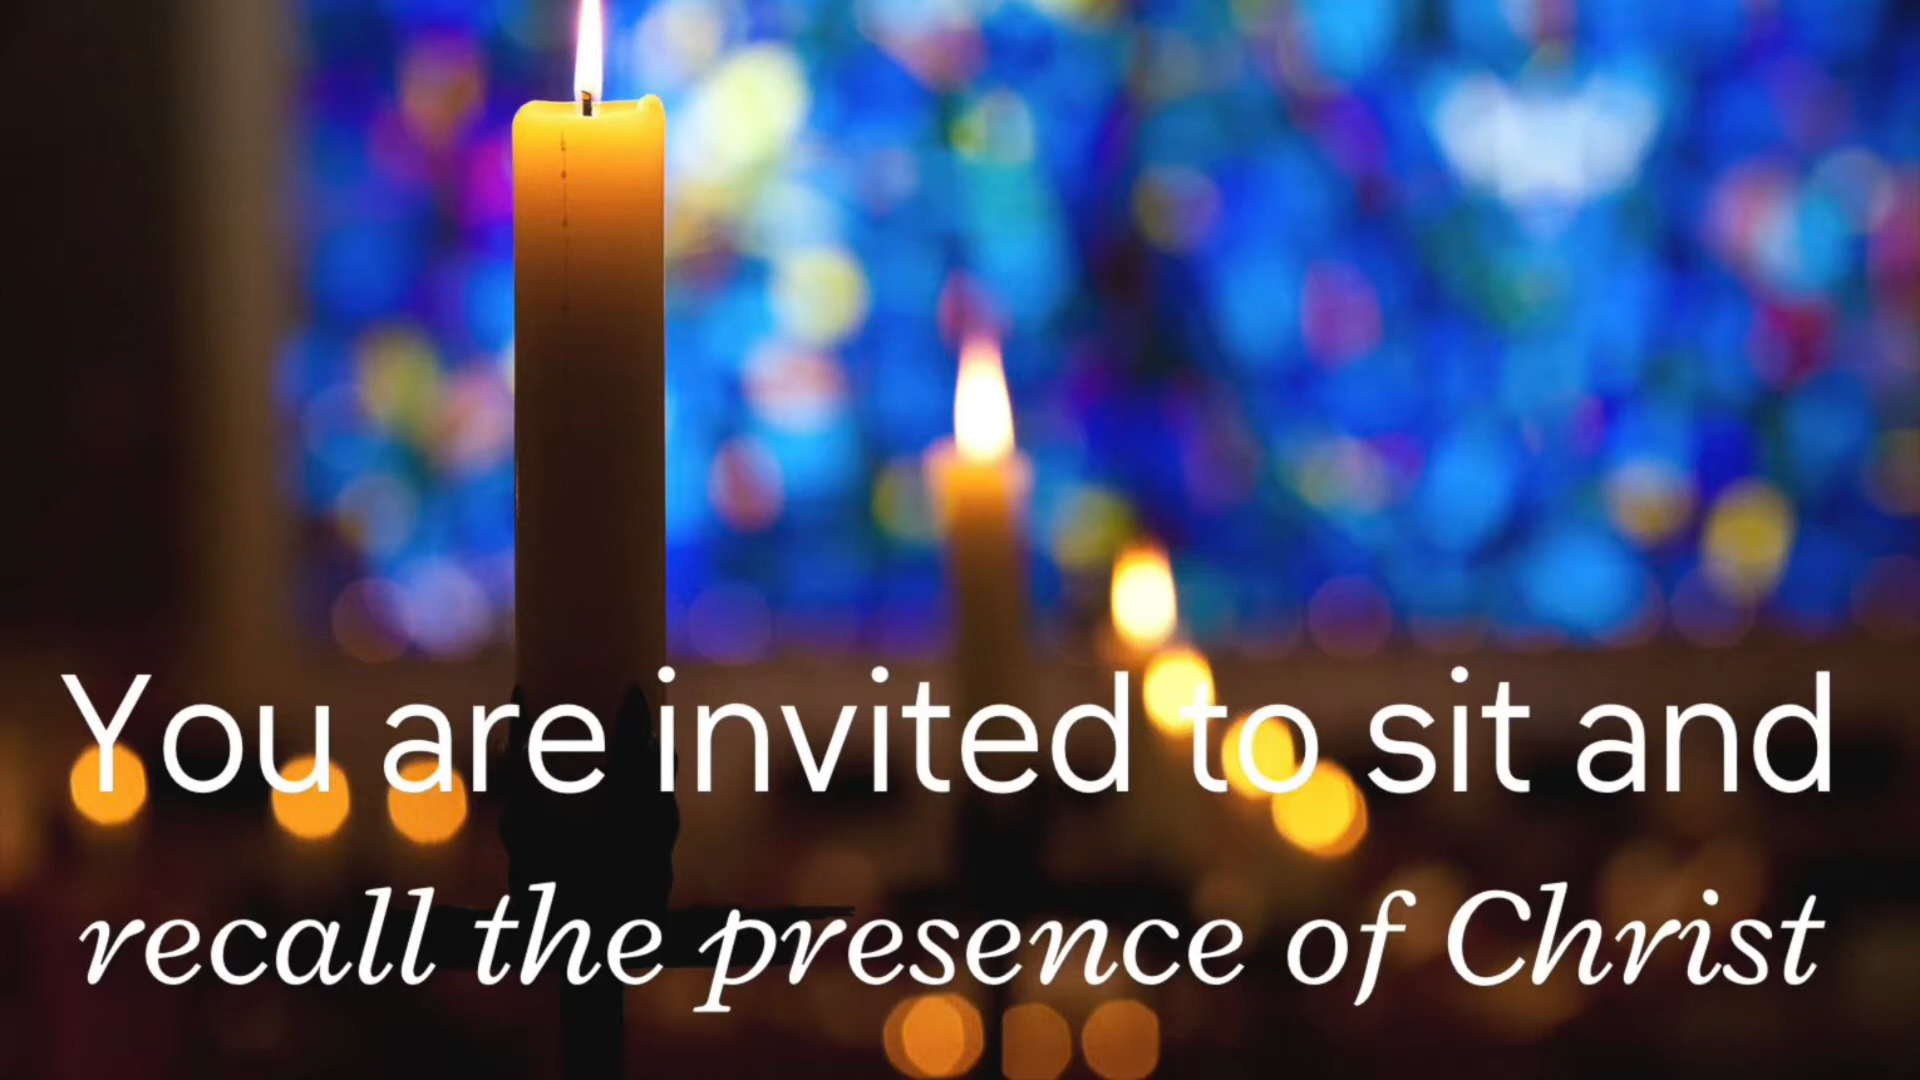 You are invited to sit and
recall the presence of Christ